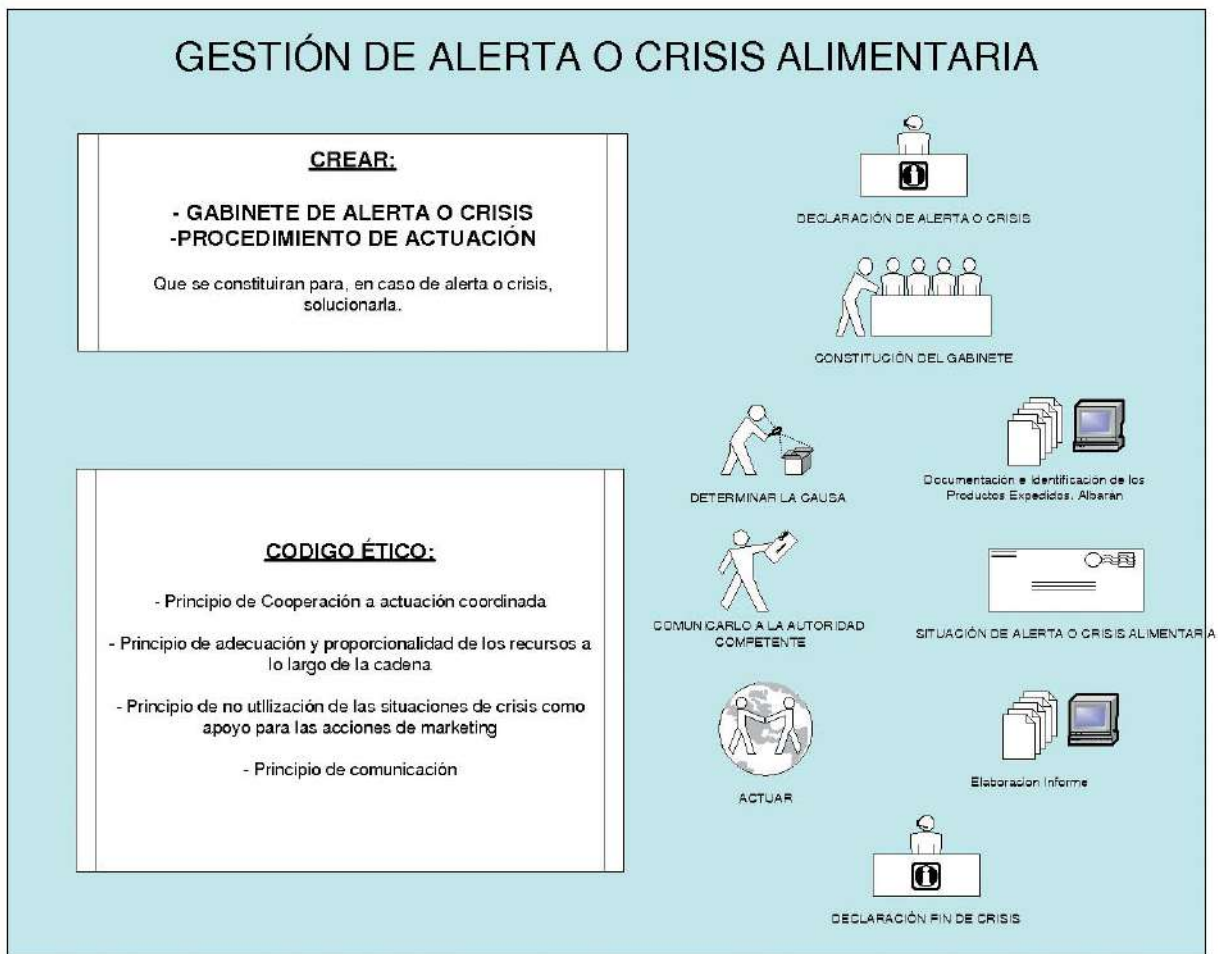 GESTIÓN DE ALERTA O CRISIS ALIMENTARIA
CREAR:
- GABINETE DE ALERTA O CRISIS
-PROCEDIMIENTO DE ACTUACIÓN
Que se constituiran para, en caso de alerta o crisis,
solucionarla.
CODIGO ÉTICO:
- Principio de Cooperación a actuación coordinada
- Principio de adecuación y proporcionalidad de los recursos a
lo largo de la cadena
- Principio de no utilización de las situaciones de crisis como
apoyo para las acciones de marketing
- Principio de comunicación
DECLARACIÓN DE ALERTA O CRISIS
CONSTITUCIÓN DEL GABINETE
DETERMINAR LA CAUSA
Documentación e Identificación de los
Productos Expedidos. Albarán
COMUNICARLO A LA AUTORIDAD
COMPETENTE
SITUACIÓN DE ALERTA O CRISIS ALIMENTARIA
ACTUAR
Elaboracion Informe
DECLARACIÓN FIN DE CRISIS